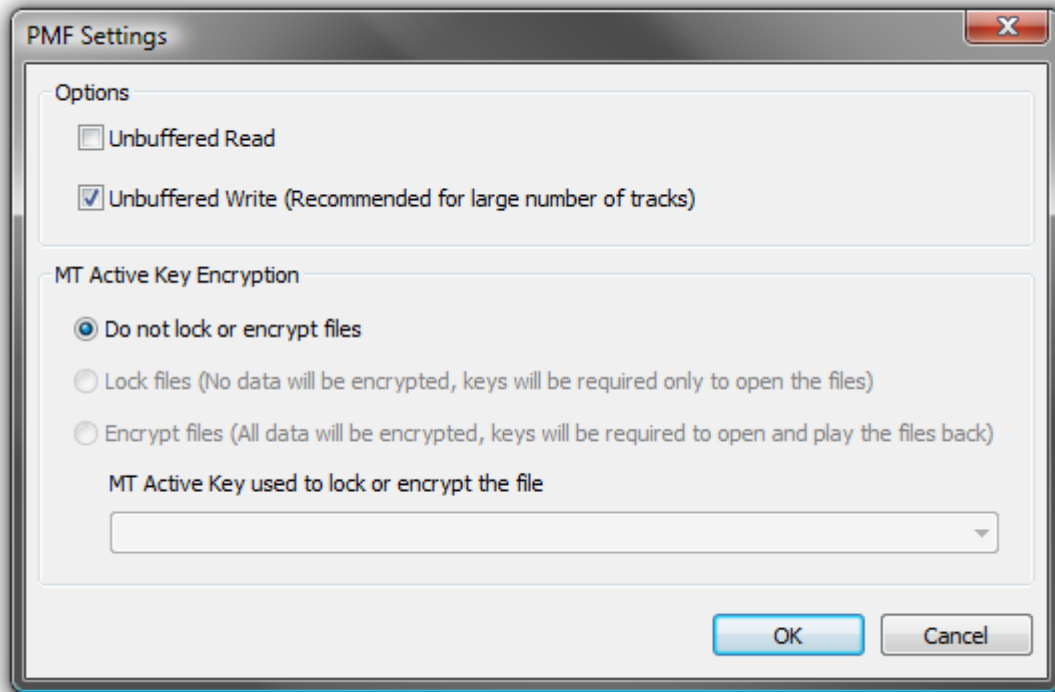 PMF Settings
Options
Unbuffered Read
Unbuffered Write (Recommended for large number of tracks)
MT Active Key Encryption
Do not lock or encrypt files
Lock files (No data will be encrypted, keys will be required only to open the files)
Encrypt files (All data will be encrypted, keys will be required to open and play the files back)
MT Active Key used to lock or encrypt the file
OK
Cancel